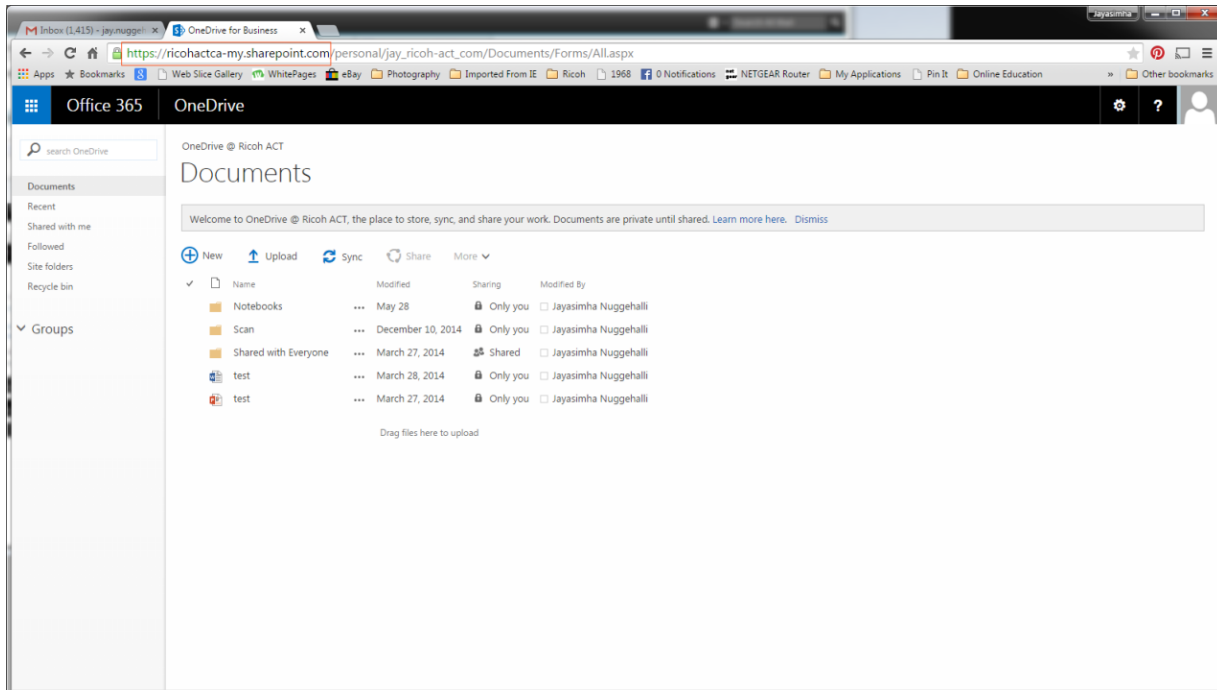 Jayasimha
Inbox (1,415) - jay.nuggeh × OneDrive for Business ×
https://ricohactca-my.sharepoint.com/personal/jay_ricoh-act_com/Documents/Forms/All.aspx
Apps Bookmarks 8 Web Slice Gallery WhitePages eBay Photography Imported From IE Ricoh 1968 0 Notifications NETGEAR Router My Applications Pin It Online Education » Other bookmarks
Office 365 OneDrive ?
search OneDrive
OneDrive @ Ricoh ACT
Documents
Welcome to OneDrive @ Ricoh ACT, the place to store, sync, and share your work. Documents are private until shared. Learn more here. Dismiss
Documents
Recent
Shared with me
Followed
Site folders
Recycle bin
Groups
New Upload Sync Share More
Name Modified Sharing Modified By
Notebooks ... May 28 Only you Jayasimha Nuggehalli
Scan ... December 10, 2014 Only you Jayasimha Nuggehalli
Shared with Everyone ... March 27, 2014 Shared Jayasimha Nuggehalli
test ... March 28, 2014 Only you Jayasimha Nuggehalli
test ... March 27, 2014 Only you Jayasimha Nuggehalli
Drag files here to upload